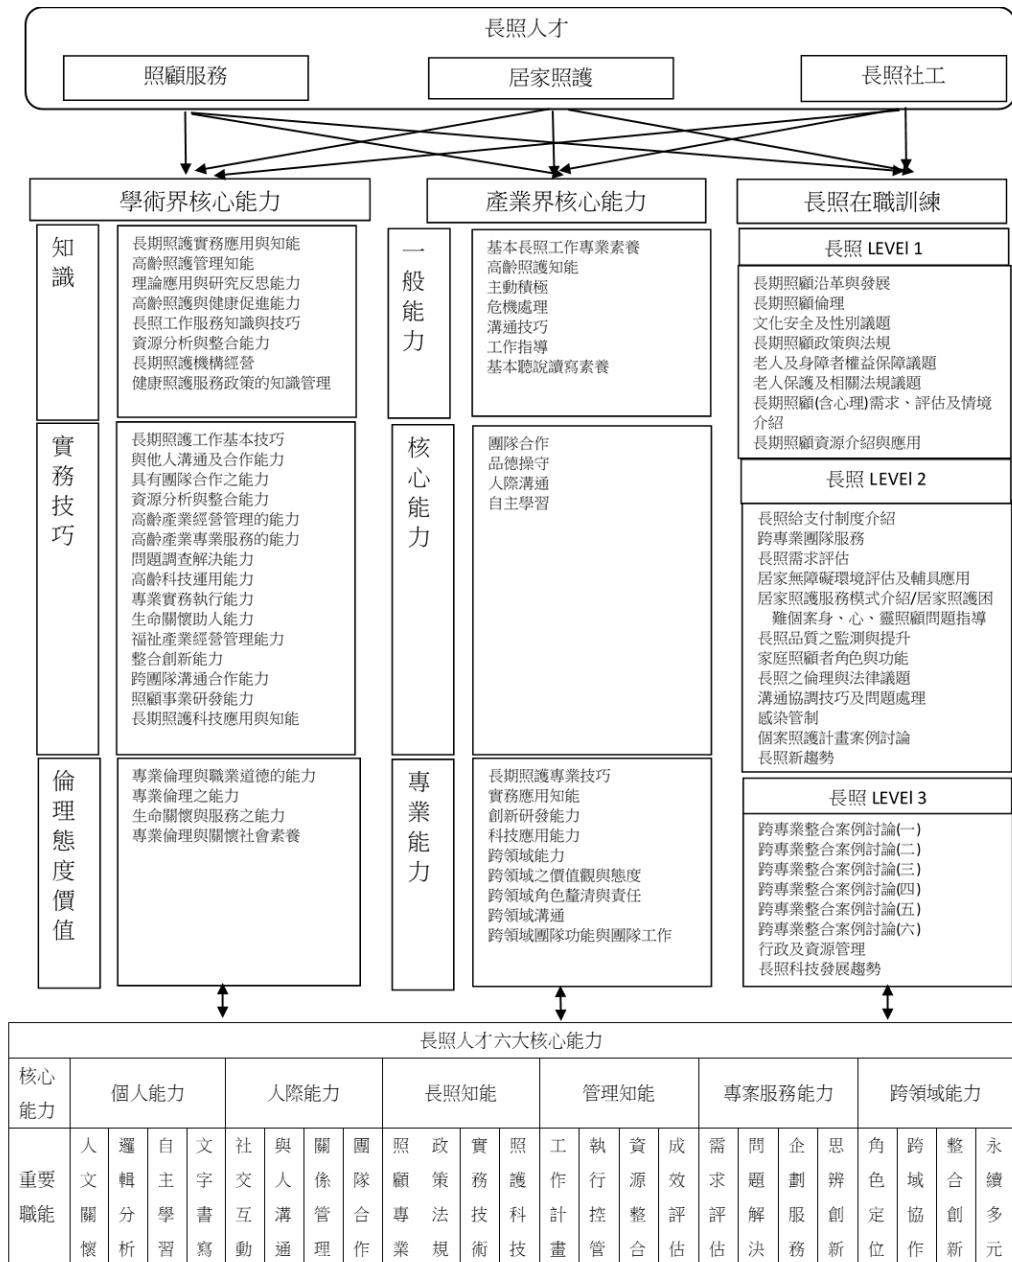 長照人才
照顧服務
居家照護
長照社工
學術界核心能力
知識
長期照護實務應用與知能
高齡照護管理知能
理論應用與研究反思能力
高齡照護與健康促進能力
長照工作服務知識與技巧
資源分析與整合能力
長期照護機構經營
健康照護服務政策的知識管理
實務技巧
長期照護工作基本技巧
與他人溝通及合作能力
具有團隊合作之能力
資源分析與整合能力
高齡產業經營管理的能力
高齡產業專業服務的能力
問題調查解決能力
高齡科技運用能力
專業實務執行能力
生命關懷助人能力
福祉產業經營管理能力
整合創新能力
跨團隊溝通合作能力
照顧事業研發能力
長期照護科技應用與知能
倫理態度價值
專業倫理與職業道德的能力
專業倫理之能力
生命關懷與服務之能力
專業倫理與關懷社會素養
產業界核心能力
一般能力
基本長照工作專業素養
高齡照護知能
主動積極
危機處理
溝通技巧
工作指導
基本聽說讀寫素養
核心能力
團隊合作
品德操守
人際溝通
自主學習
專業能力
長期照護專業技巧
實務應用知能
創新研發能力
科技應用能力
跨領域能力
跨領域之價值觀與態度
跨領域角色釐清與責任
跨領域溝通
跨領域團隊功能與團隊工作
長照在職訓練
長照 LEVEl 1
長期照顧沿革與發展
長期照顧倫理
文化安全及性別議題
長期照顧政策與法規
老人及身障者權益保障議題
老人保護及相關法規議題
長期照顧(含心理)需求、評估及情境
介紹
長期照顧資源介紹與應用
長照 LEVEl 2
長照給支付制度介紹
跨專業團隊服務
長照需求評估
居家無障礙環境評估及輔具應用
居家照護服務模式介紹/居家照護困
難個案身、心、靈照顧問題指導
長照品質之監測與提升
家庭照顧者角色與功能
長照之倫理與法律議題
溝通協調技巧及問題處理
感染管制
個案照護計畫案例討論
長照新趨勢
長照 LEVEl 3
跨專業整合案例討論(一)
跨專業整合案例討論(二)
跨專業整合案例討論(三)
跨專業整合案例討論(四)
跨專業整合案例討論(五)
跨專業整合案例討論(六)
行政及資源管理
長照科技發展趨勢
長照人才六大核心能力
核心
能力
個人能力
人際能力
長照知能
管理知能
專案服務能力
跨領域能力
重要
職能
人文關懷
邏輯分析
自主學習
文字書寫
社交互動
與人溝通
關係管理
團隊合作
照顧專業
政策法規
實務技術
照護科技
工作計畫
執行控管
資源整合
成效評估
需求評估
問題解決
企劃服務
思辨創新
角色定位
跨域協作
整合創新
永續多元